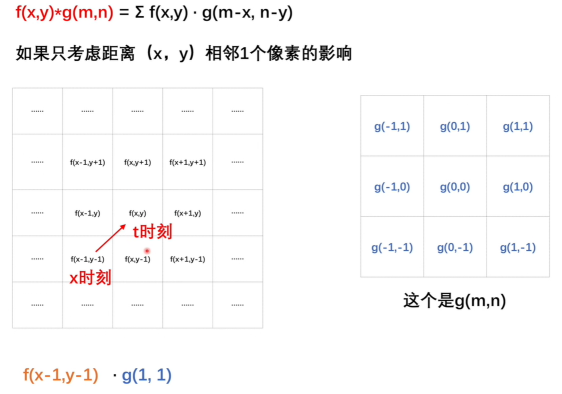 f(x,y)*g(m,n) = Σ f(x,y) · g(m-x, n-y)
如果只考虑距离（x，y）相邻1个像素的影响
...... ...... ...... ...... ......
...... f(x-1,y+1) f(x,y+1) f(x+1,y+1) ......
...... f(x-1,y) f(x,y) f(x+1,y) ......
t时刻
...... f(x-1,y-1) f(x,y-1) f(x+1,y-1) ......
x时刻
...... ...... ...... ...... ......
g(-1,1) g(0,1) g(1,1)
g(-1,0) g(0,0) g(1,0)
g(-1,-1) g(0,-1) g(1,-1)
这个是g(m,n)
f(x-1,y-1) · g(1, 1)